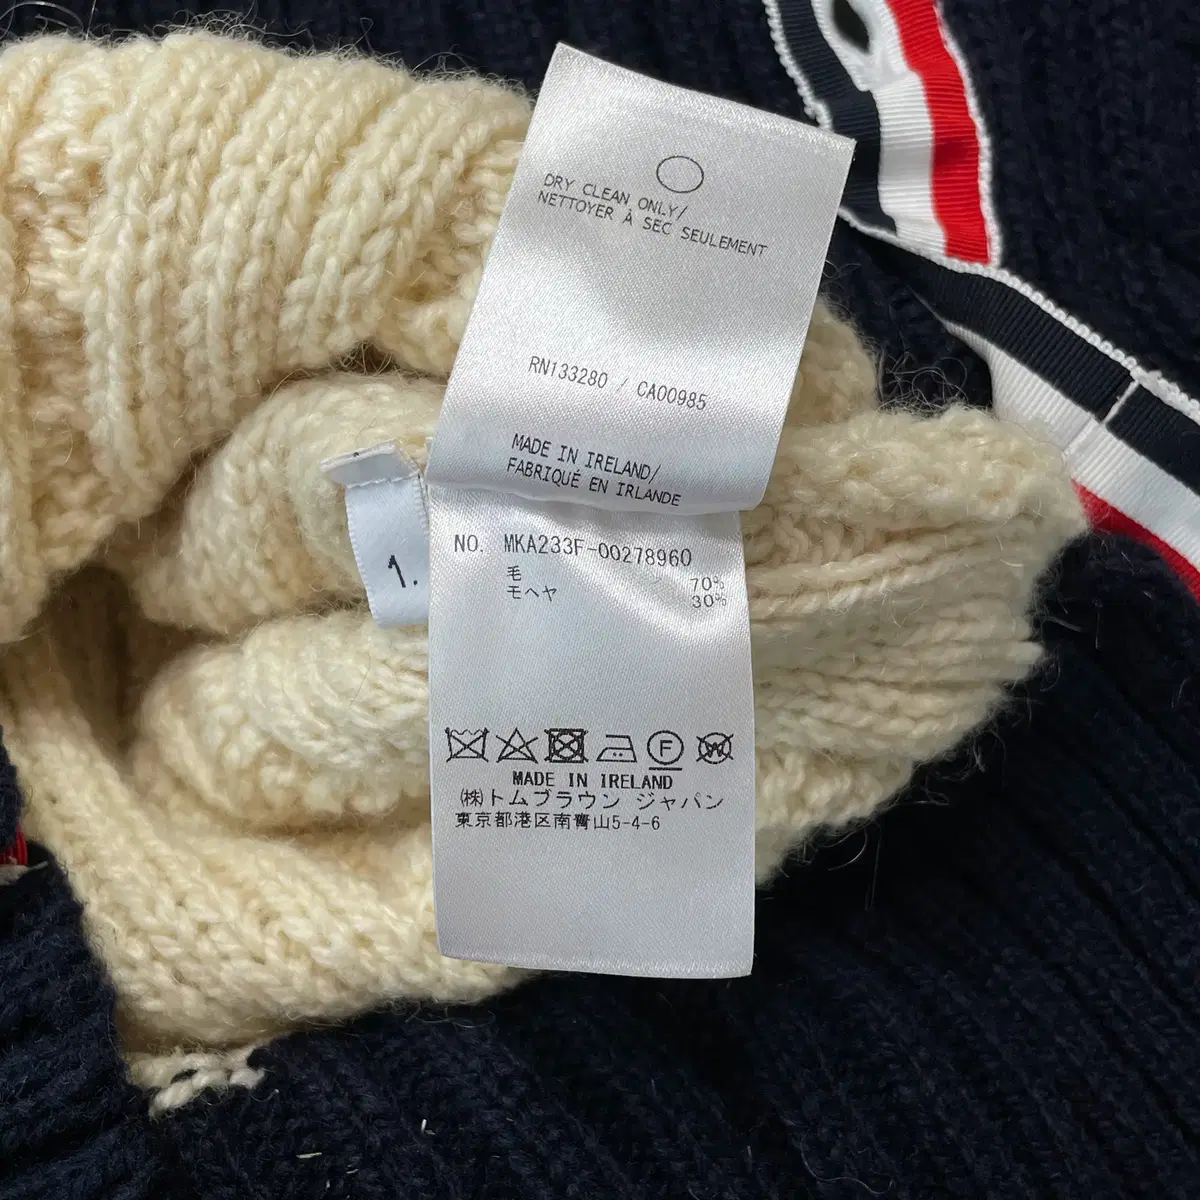 DRY CLEAN ONLY/
NETTOYER À SEC SEULEMENT
RN133280 / CA00985
MADE IN IRELAND/
FABRIQUÉ EN IRLANDE
1.
NO. MKA233F-00278960
毛 70%
モヘヤ 30%
F
W
MADE IN IRELAND
(株)トムブラウン ジャパン
東京都港区南青山5-4-6